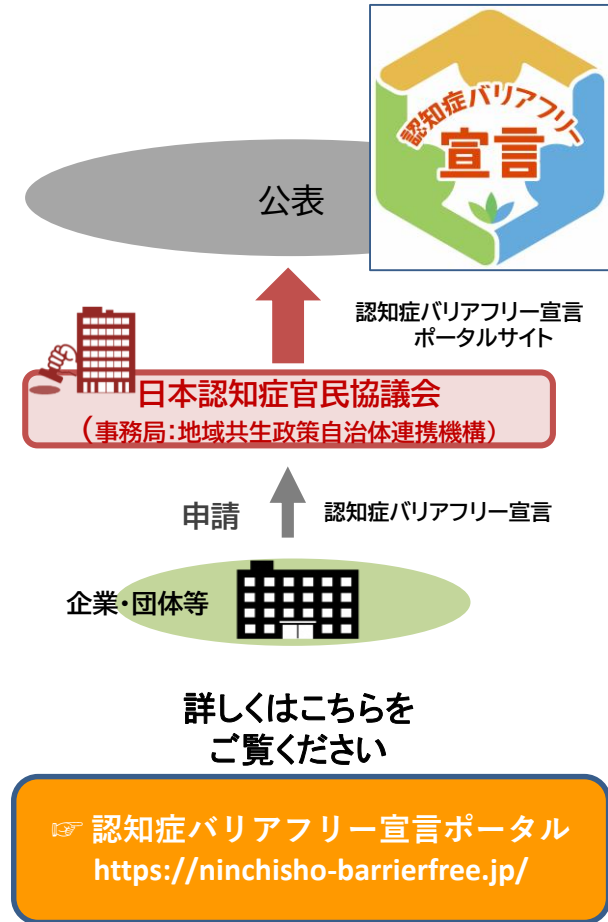 認知症バリアフリー
宣言
公表
認知症バリアフリー宣言
ポータルサイト
日本認知症官民協議会
(事務局:地域共生政策自治体連携機構)
申請
認知症バリアフリー宣言
企業・団体等
詳しくはこちらを
ご覧ください
☞ 認知症バリアフリー宣言ポータル
https://ninchisho-barrierfree.jp/